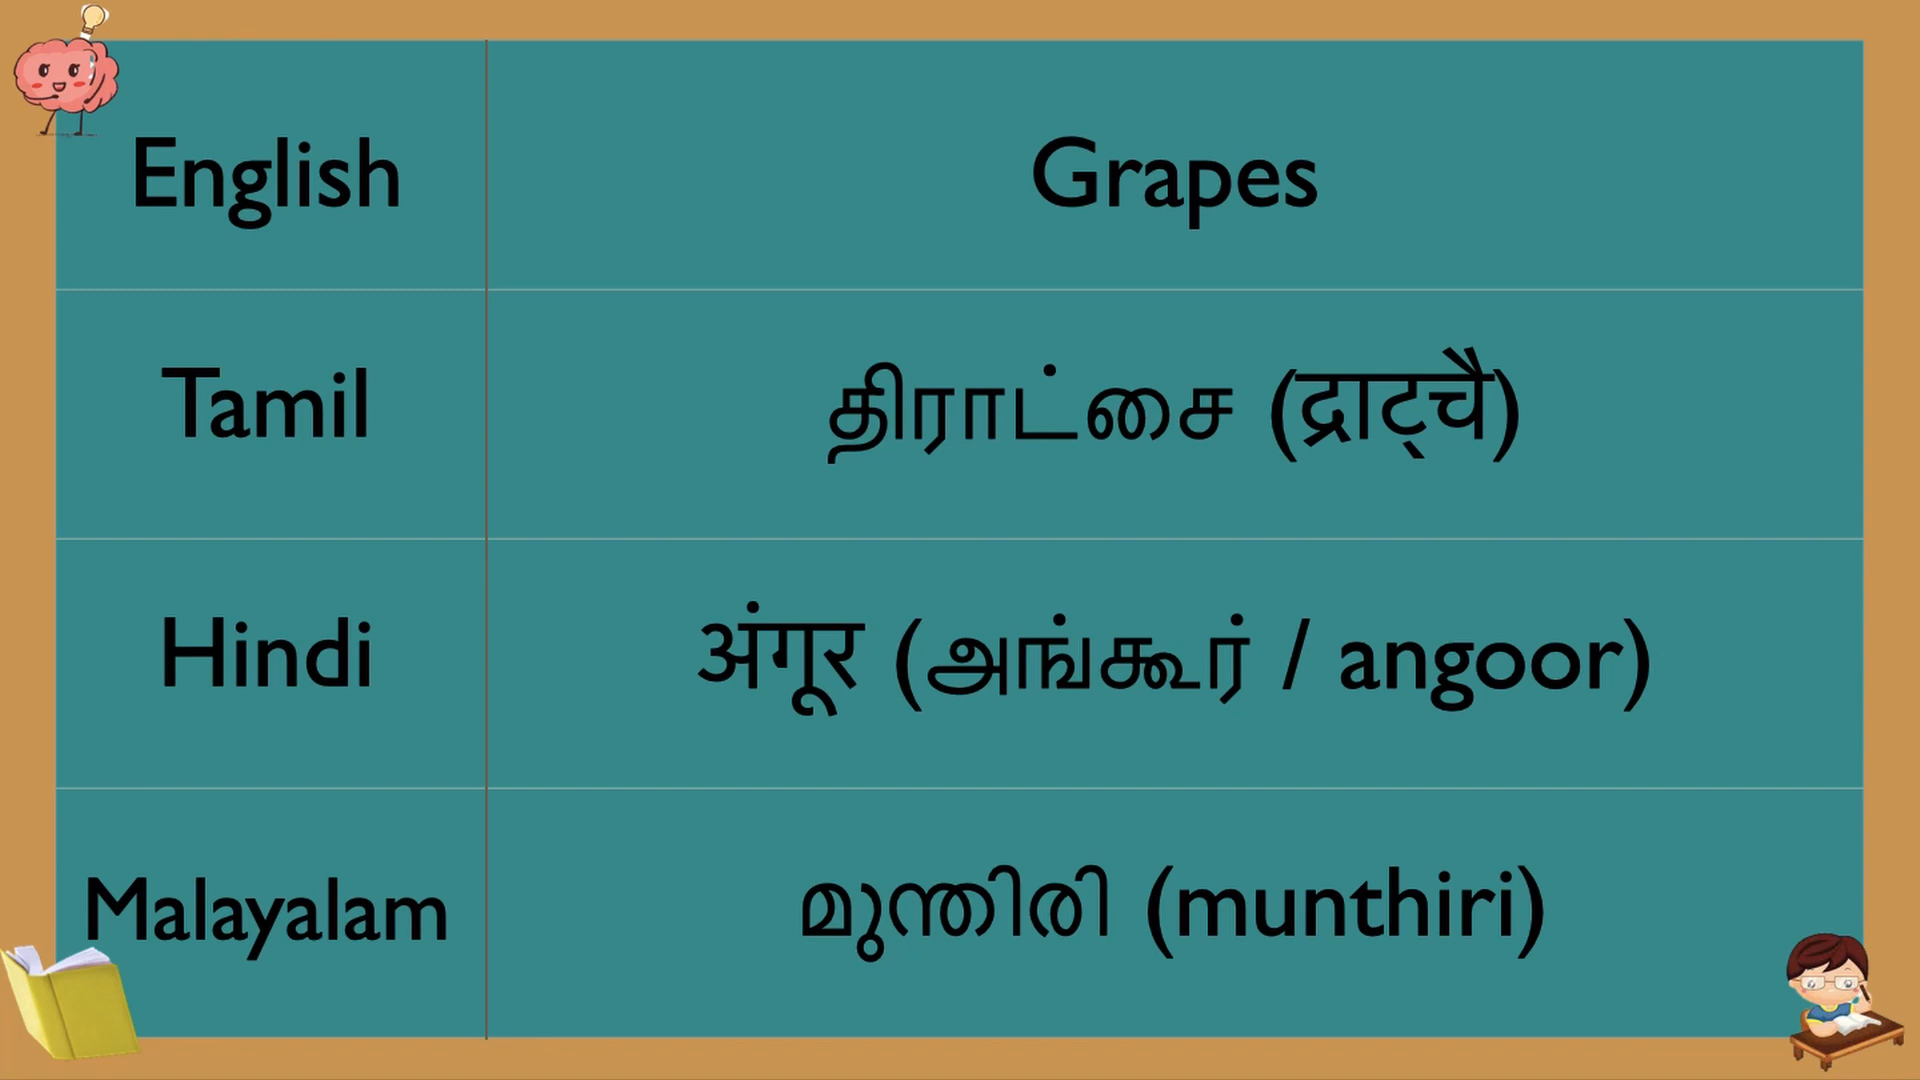 English Grapes
Tamil திராட்சை (द्राट्चै)
Hindi अंगूर (அங்கூர் / angoor)
Malayalam മുന്തിരി (munthiri)